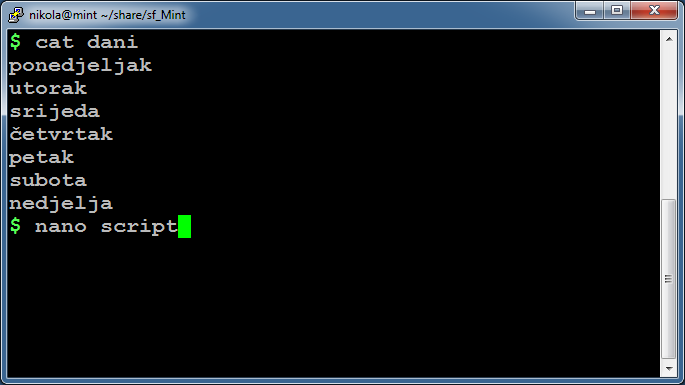 nikola@mint ~/share/sf_Mint
$ cat dani
ponedjeljak
utorak
srijeda
četvrtak
petak
subota
nedjelja
$ nano script